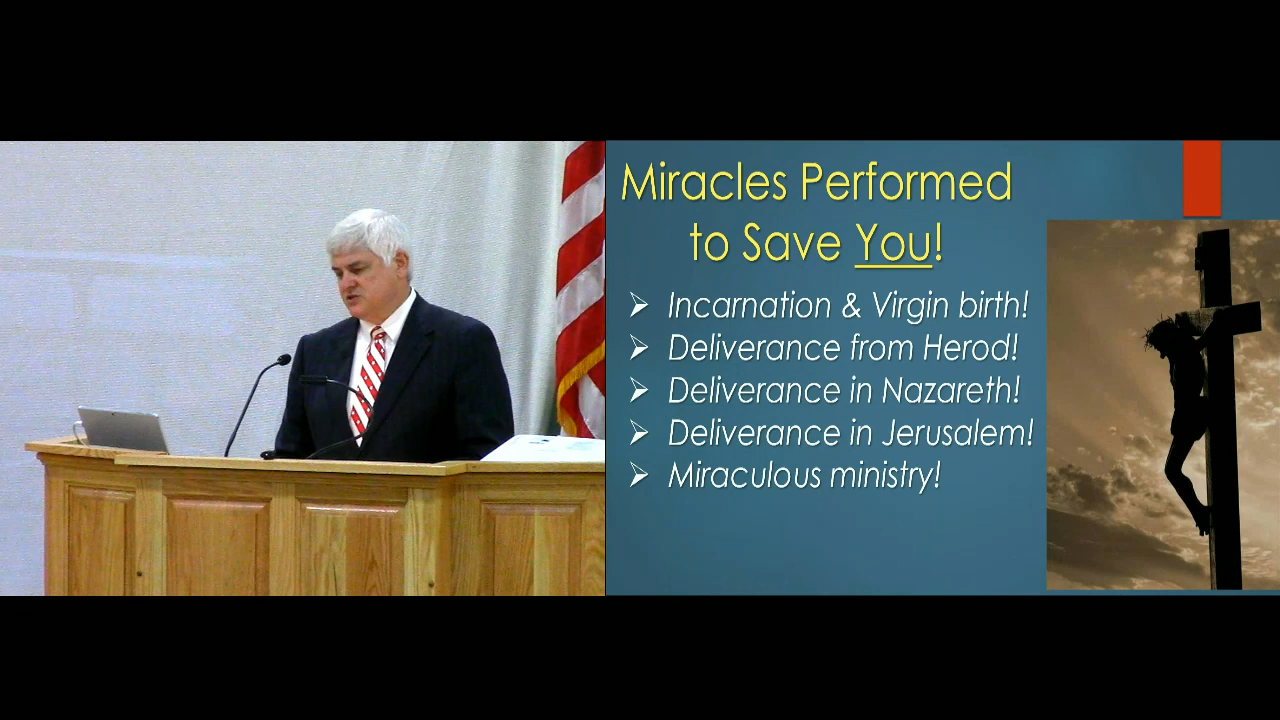 Miracles Performed
to Save You!
Incarnation & Virgin birth!
Deliverance from Herod!
Deliverance in Nazareth!
Deliverance in Jerusalem!
Miraculous ministry!